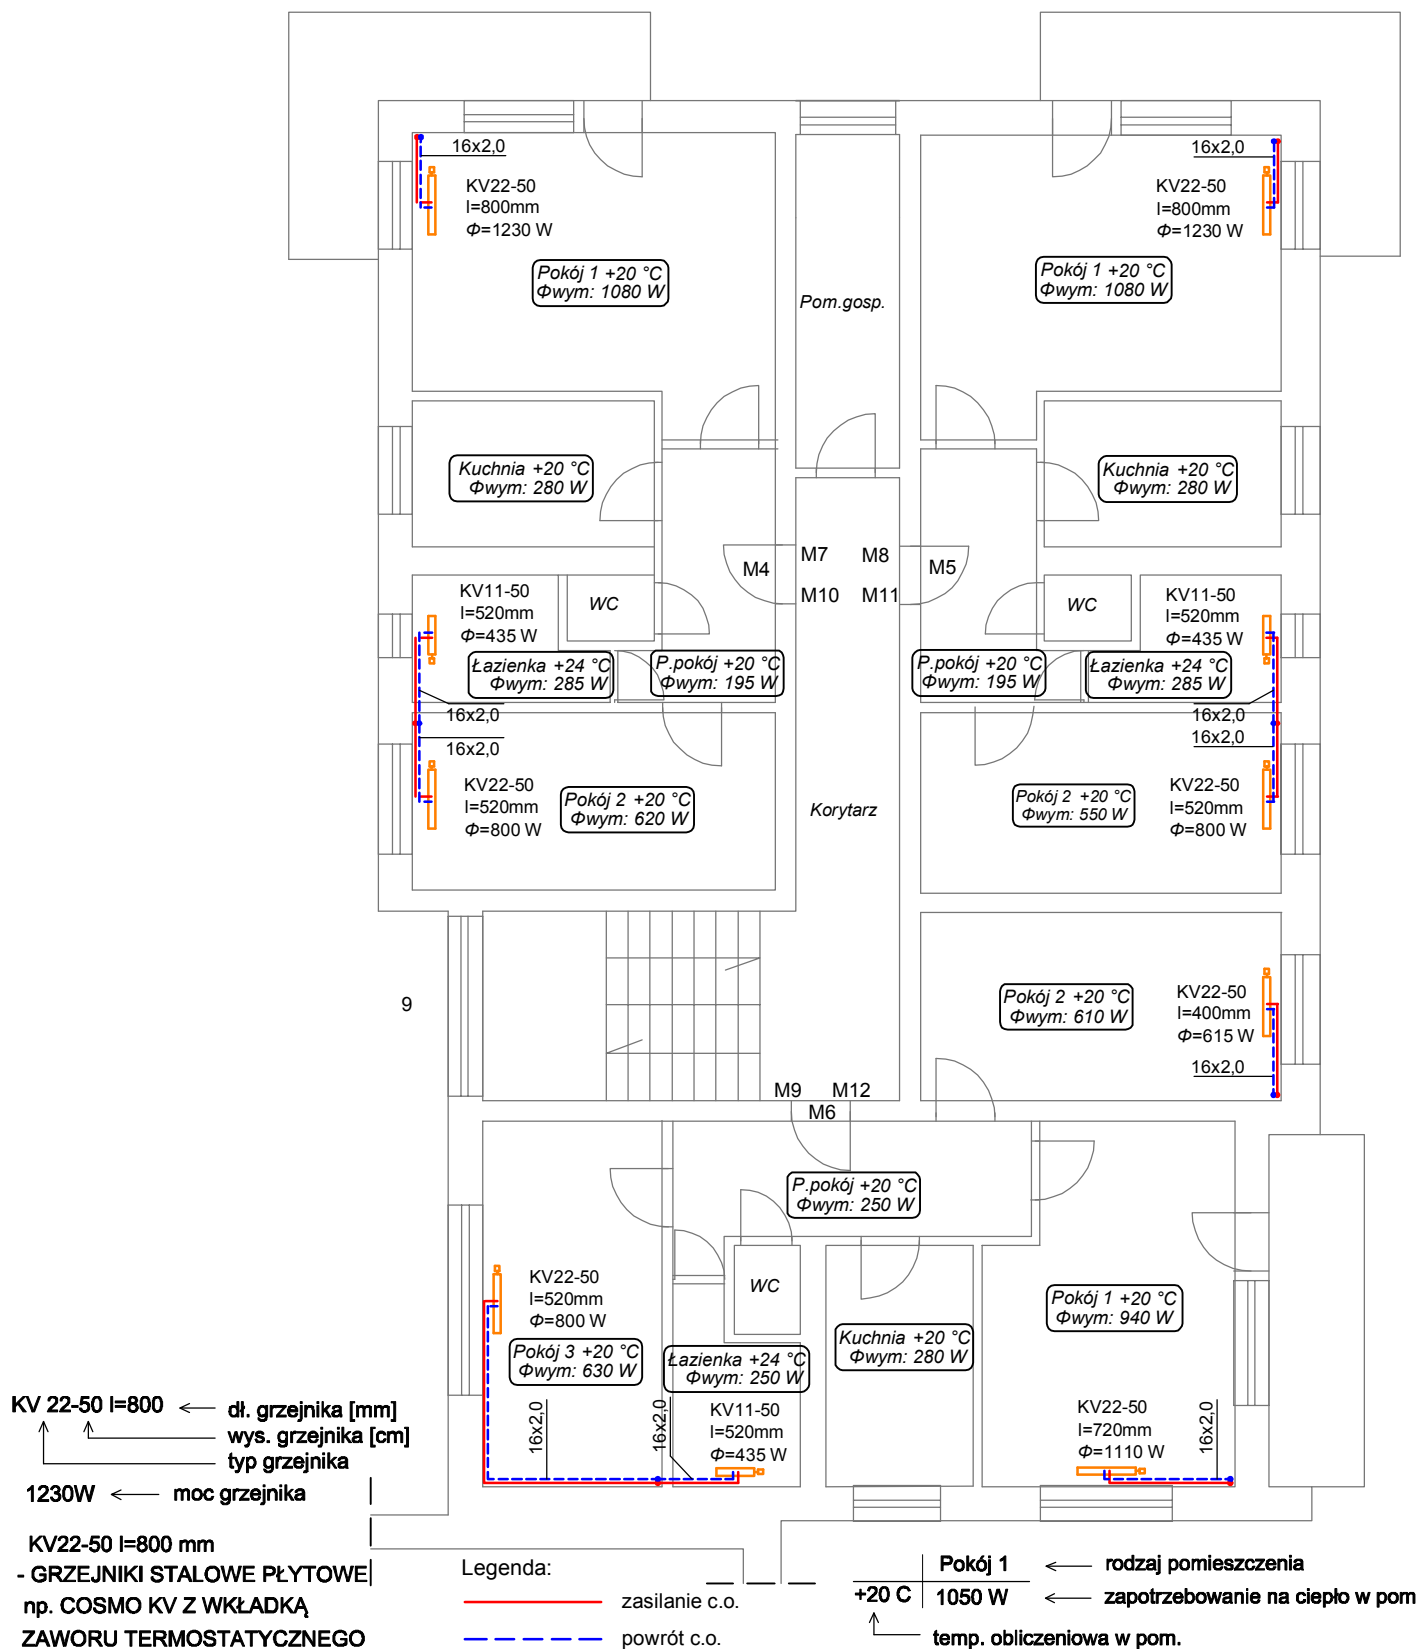 16x2,0
KV22-50
l=800mm
Φ=1230 W
Pokój 1 +20 °C
Φwym: 1080 W
Pom.gosp.
16x2,0
KV22-50
l=800mm
Φ=1230 W
Pokój 1 +20 °C
Φwym: 1080 W
Kuchnia +20 °C
Φwym: 280 W
Kuchnia +20 °C
Φwym: 280 W
M4
M7
M8
M5
M10
M11
KV11-50
l=520mm
Φ=435 W
WC
Łazienka +24 °C
Φwym: 285 W
P.pokój +20 °C
Φwym: 195 W
16x2,0
16x2,0
P.pokój +20 °C
Φwym: 195 W
WC
KV11-50
l=520mm
Φ=435 W
Łazienka +24 °C
Φwym: 285 W
16x2,0
16x2,0
KV22-50
l=520mm
Φ=800 W
Pokój 2 +20 °C
Φwym: 620 W
Korytarz
Pokój 2 +20 °C
Φwym: 550 W
KV22-50
l=520mm
Φ=800 W
9
Pokój 2 +20 °C
Φwym: 610 W
KV22-50
l=400mm
Φ=615 W
16x2,0
M9
M12
M6
P.pokój +20 °C
Φwym: 250 W
KV22-50
l=520mm
Φ=800 W
Pokój 3 +20 °C
Φwym: 630 W
WC
Łazienka +24 °C
Φwym: 250 W
Kuchnia +20 °C
Φwym: 280 W
Pokój 1 +20 °C
Φwym: 940 W
16x2,0
16x2,0
KV11-50
l=520mm
Φ=435 W
KV22-50
l=720mm
Φ=1110 W
16x2,0
KV 22-50 l=800
dł. grzejnika [mm]
wys. grzejnika [cm]
typ grzejnika
1230W
moc grzejnika
KV22-50 l=800 mm
- GRZEJNIKI STALOWE PŁYTOWE
np. COSMO KV Z WKŁADKĄ
ZAWORU TERMOSTATYCZNEGO
Legenda:
zasilanie c.o.
powrót c.o.
Pokój 1
rodzaj pomieszczenia
+20 C
1050 W
zapotrzebowanie na ciepło w pom
temp. obliczeniowa w pom.